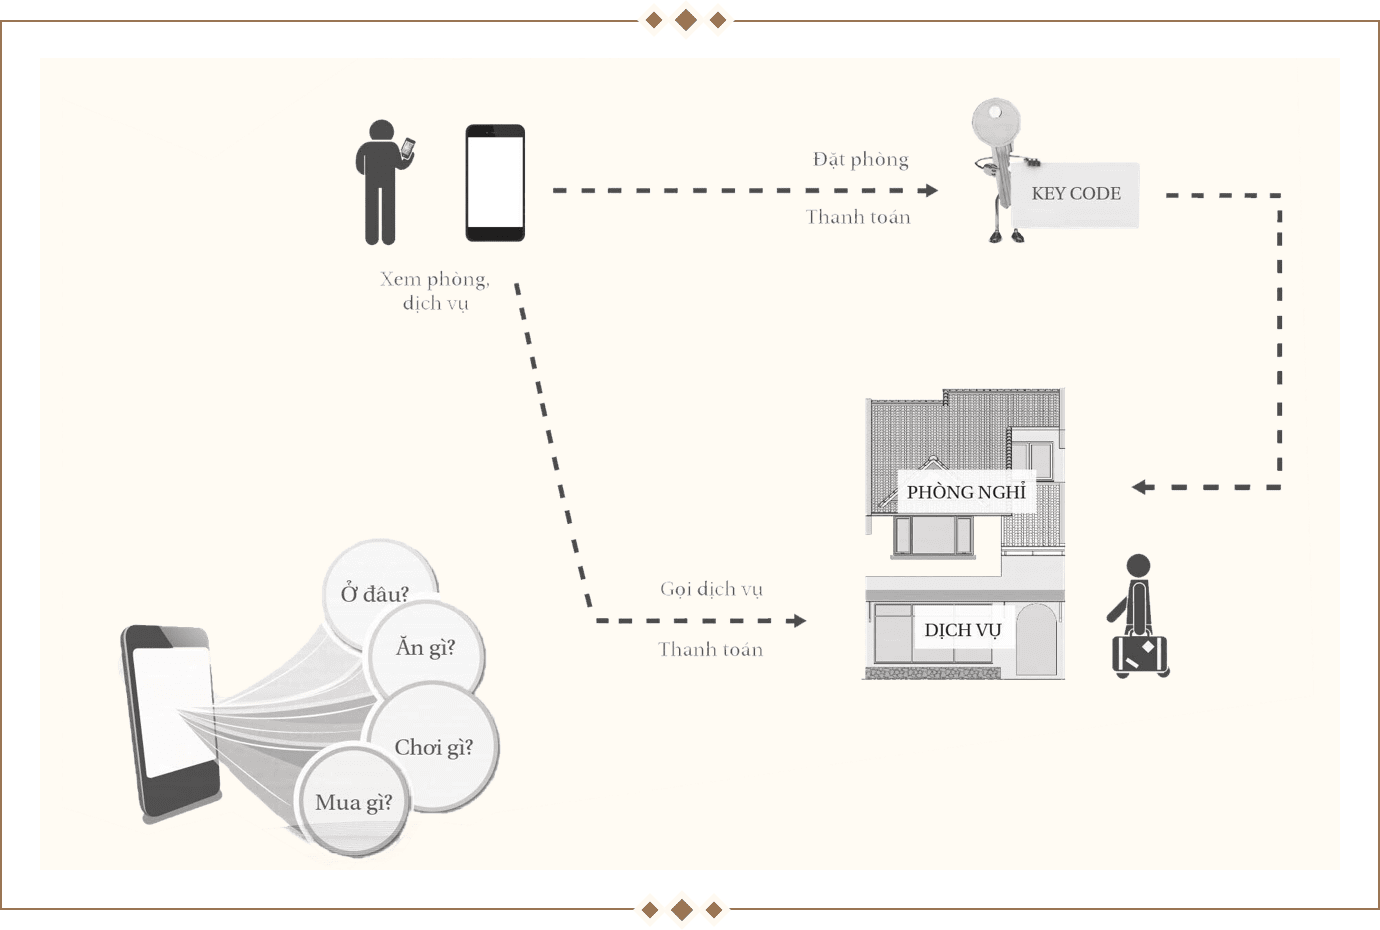 Đặt phòng
Thanh toán
KEY CODE
Xem phòng,
dịch vụ
PHÒNG NGHỈ
Gọi dịch vụ
Thanh toán
DỊCH VỤ
Ở đâu?
Ăn gì?
Chơi gì?
Mua gì?